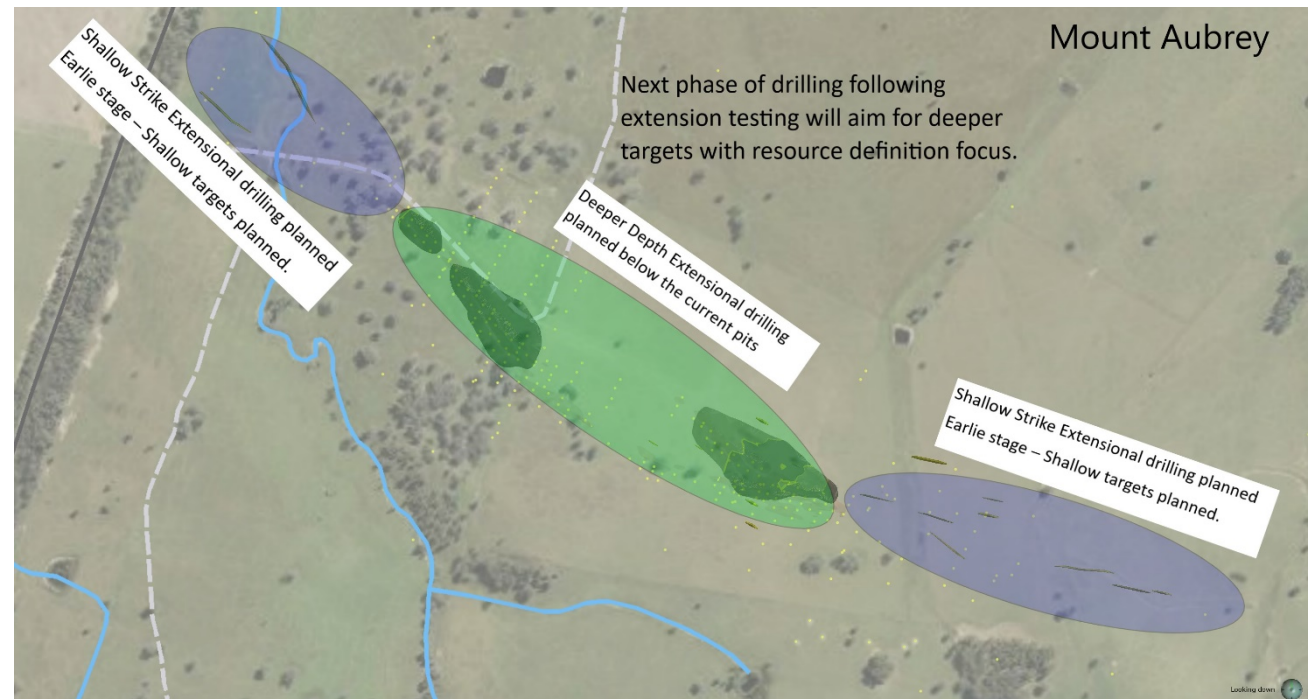 Mount Aubrey
Next phase of drilling following
extension testing will aim for deeper
targets with resource definition focus.
Shallow Strike Extensional drilling planned
Earlie stage – Shallow targets planned.
Deeper Depth Extensional drilling
planned below the current pits
Shallow Strike Extensional drilling planned
Earlie stage – Shallow targets planned.
Looking down